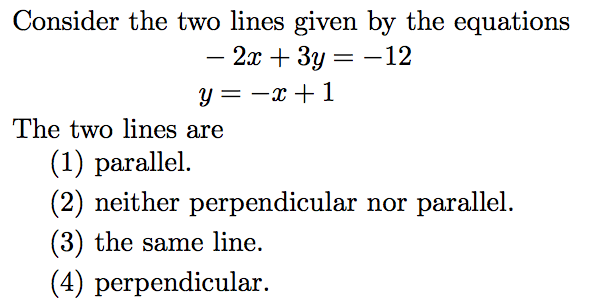 Consider the two lines given by the equations
− 2x + 3y = −12
y = −x + 1
The two lines are
(1) parallel.
(2) neither perpendicular nor parallel.
(3) the same line.
(4) perpendicular.